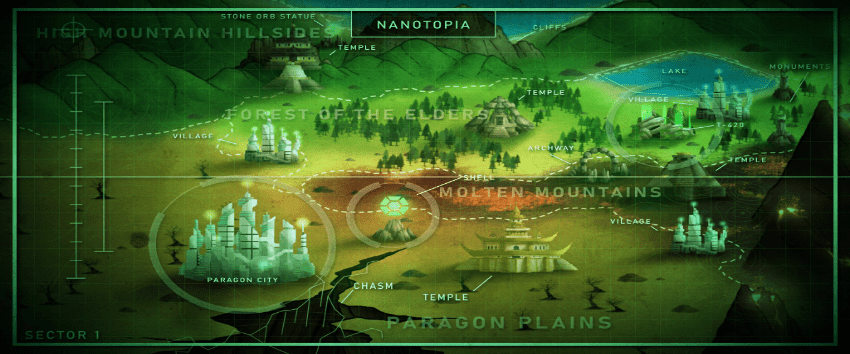 STONE ORB STATUE
NANOTOPIA
CLIFFS
HIGH MOUNTAIN HILLSIDES
TEMPLE
LAKE
MONUMENTS
TEMPLE
VILLAGE
FOREST OF THE ELDERS
T-420
VILLAGE
ARCHWAY
TEMPLE
SHELL
MOLTEN MOUNTAINS
VILLAGE
PARAGON CITY
CHASM
TEMPLE
PARAGON PLAINS
SECTOR 1